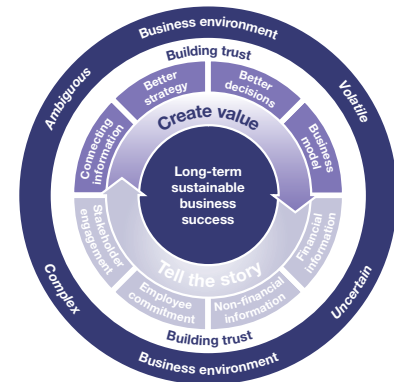 Business environment
Ambiguous
Volatile
Building trust
Better
strategy
Better
decisions
Connecting
information
Business
model
Create value
Long-term
sustainable
business
success
Stakeholder
engagement
Financial
information
Tell the story
Employee
commitment
Non-financial
information
Building trust
Complex
Uncertain
Business environment